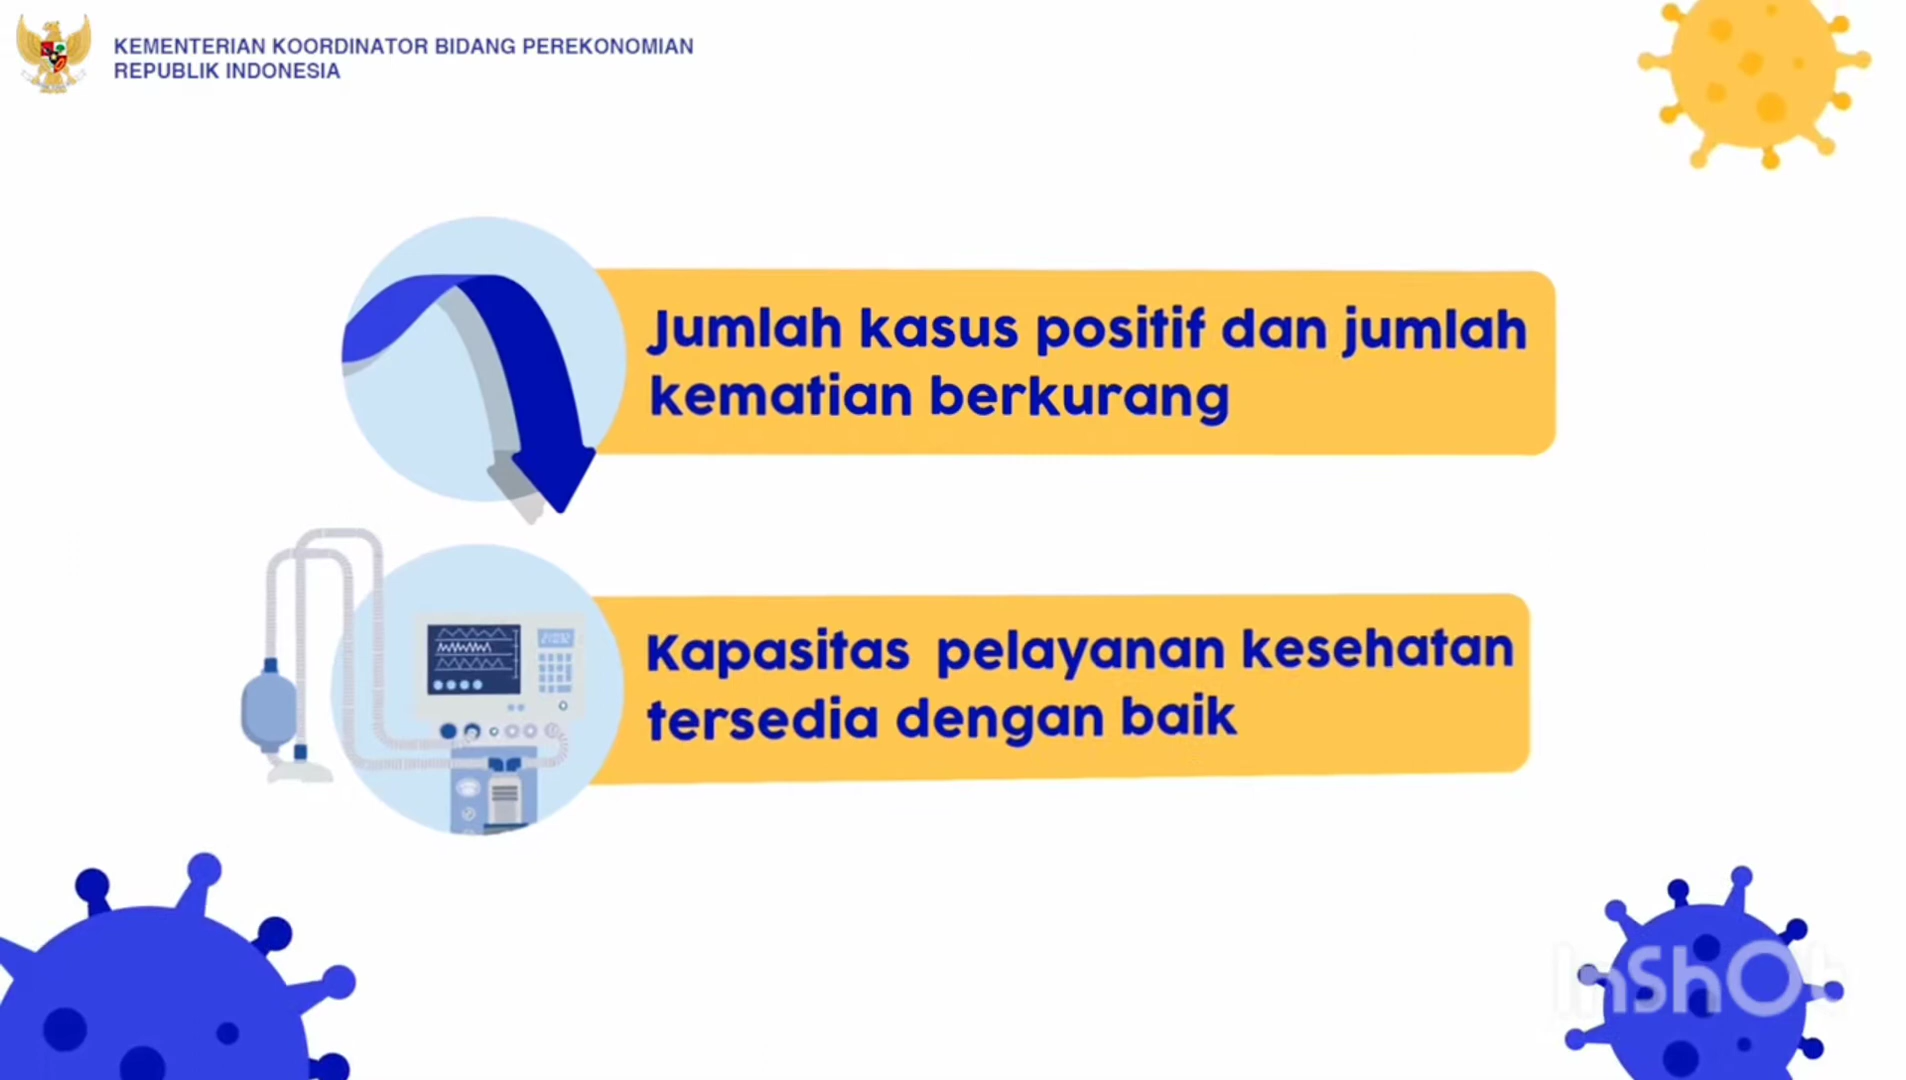 KEMENTERIAN KOORDINATOR BIDANG PEREKONOMIAN
REPUBLIK INDONESIA
Jumlah kasus positif dan jumlah
kematian berkurang
Kapasitas pelayanan kesehatan
tersedia dengan baik
InShOt